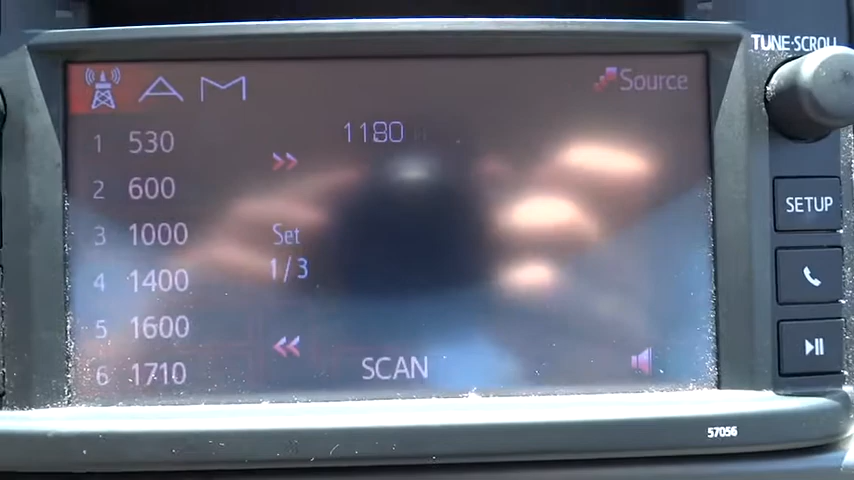 TUNE·SCROLL
AM
Source
1180
1 530
2 600
3 1000
4 1400
5 1600
6 1710
Set
1/3
SCAN
SETUP
57056